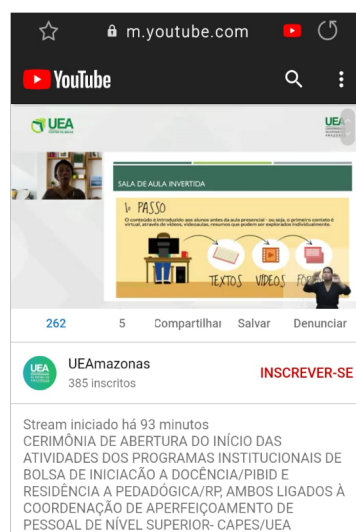 m.youtube.com
YouTube
UEA
UEA
SALA DE AULA INVERTIDA
1º PASSO
O conteúdo é introduzido aos alunos antes da aula presencial - ou seja, o primeiro contato é
virtual, através de vídeos, videoaulas, resumos que podem ser explorados individualmente.
TEXTOS VÍDEOS
262 5 Compartilhar Salvar Denunciar
UEA
UEAmazonas
385 inscritos
INSCREVER-SE
Stream iniciado há 93 minutos
CERIMÔNIA DE ABERTURA DO INÍCIO DAS
ATIVIDADES DOS PROGRAMAS INSTITUCIONAIS DE
BOLSA DE INICIACÃO A DOCÊNCIA/PIBID E
RESIDÊNCIA A PEDADÓGICA/RP, AMBOS LIGADOS À
COORDENAÇÃO DE APERFEIÇOAMENTO DE
PESSOAL DE NÍVEL SUPERIOR- CAPES/UEA